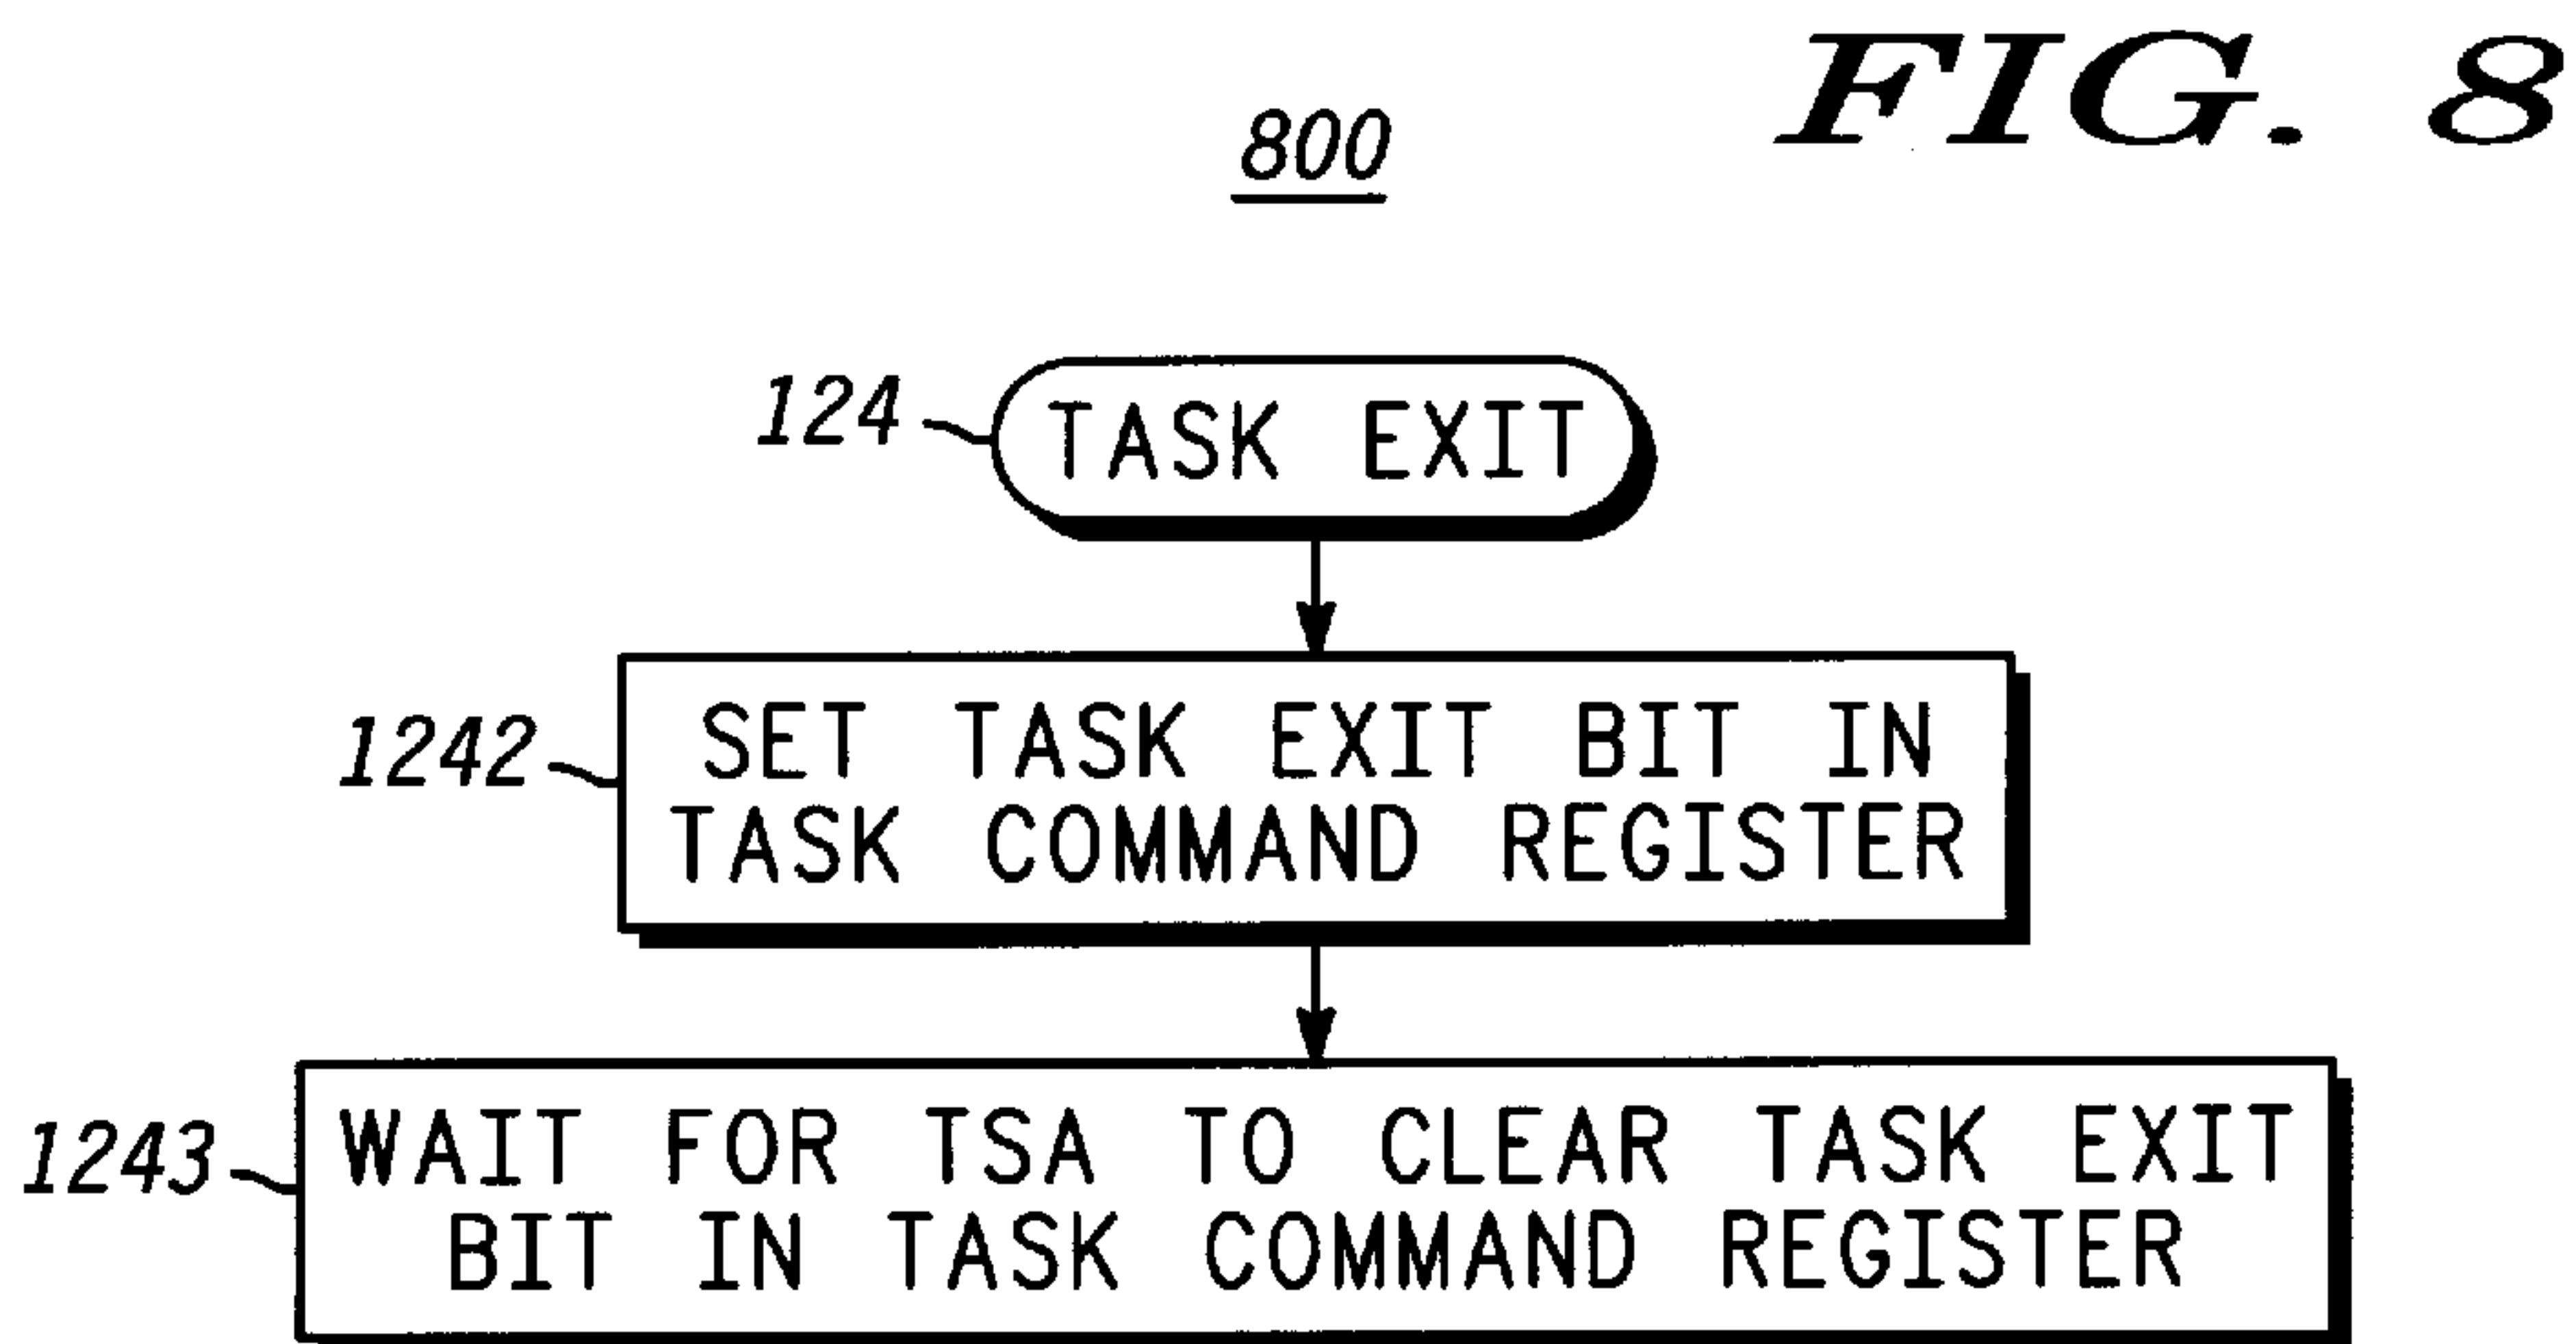 FIG. 8
800
124
TASK EXIT
1242
SET TASK EXIT BIT IN
TASK COMMAND REGISTER
1243
WAIT FOR TSA TO CLEAR TASK EXIT
BIT IN TASK COMMAND REGISTER